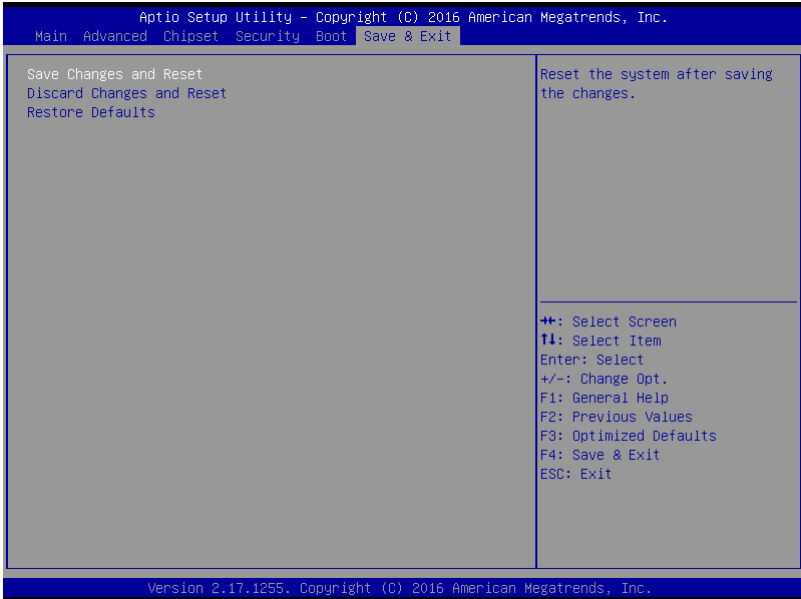 Aptio Setup Utility – Copyright (C) 2016 American Megatrends, Inc.
Main Advanced Chipset Security Boot Save & Exit
Save Changes and Reset
Discard Changes and Reset
Restore Defaults
Reset the system after saving
the changes.
→←: Select Screen
↑↓: Select Item
Enter: Select
+/-: Change Opt.
F1: General Help
F2: Previous Values
F3: Optimized Defaults
F4: Save & Exit
ESC: Exit
Version 2.17.1255. Copyright (C) 2016 American Megatrends, Inc.